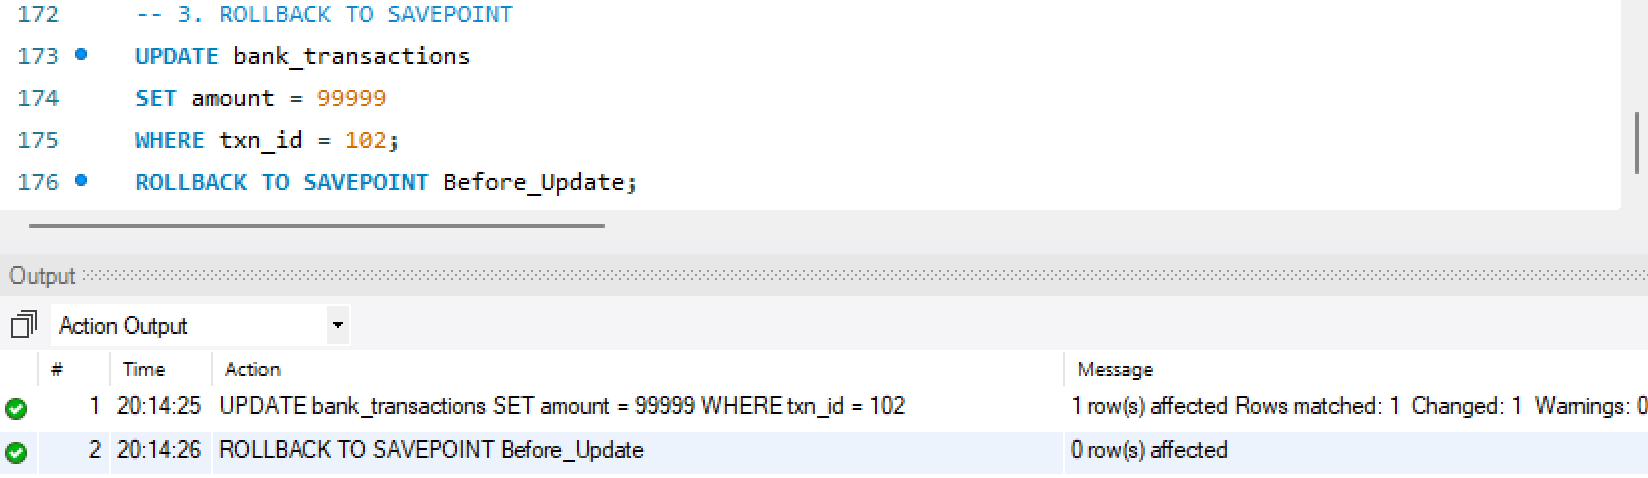 172 -- 3. ROLLBACK TO SAVEPOINT
173 UPDATE bank_transactions
174 SET amount = 99999
175 WHERE txn_id = 102;
176 ROLLBACK TO SAVEPOINT Before_Update;
Output
Action Output
# Time Action Message
1 20:14:25 UPDATE bank_transactions SET amount = 99999 WHERE txn_id = 102 1 row(s) affected Rows matched: 1 Changed: 1 Warnings: 0
2 20:14:26 ROLLBACK TO SAVEPOINT Before_Update 0 row(s) affected